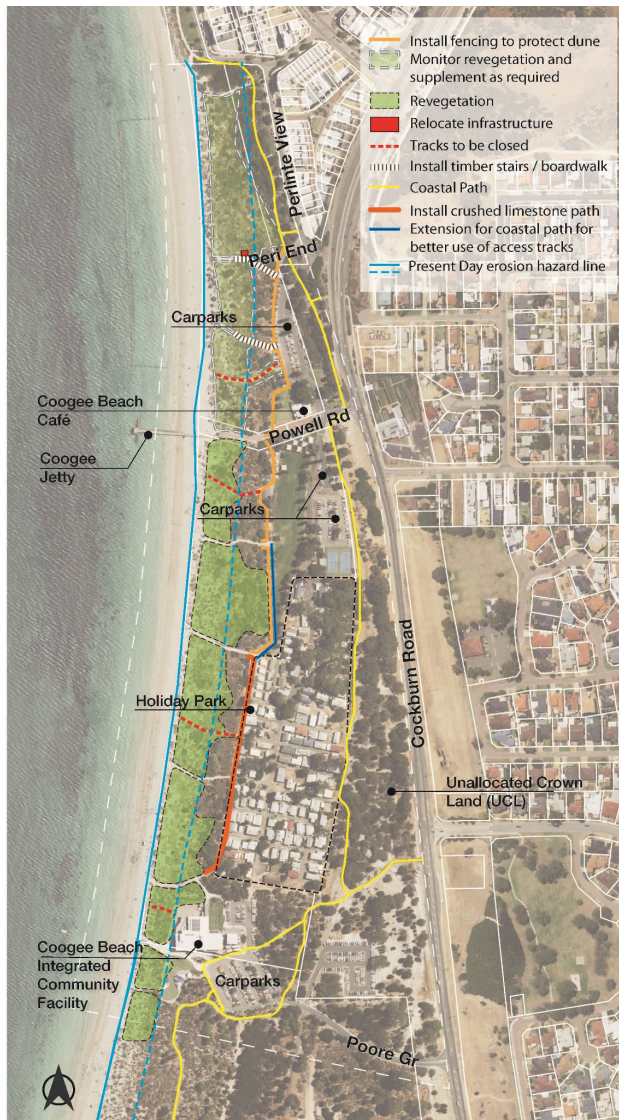 Install fencing to protect dune
Monitor revegetation and
supplement as required
Revegetation
Relocate infrastructure
Tracks to be closed
Install timber stairs / boardwalk
Coastal Path
Install crushed limestone path
Extension for coastal path for
better use of access tracks
Present Day erosion hazard line
Perlinte View
Peri End
Carparks
Coogee Beach
Café
Powell Rd
Coogee
Jetty
Carparks
Cockburn Road
Holiday Park
Unallocated Crown
Land (UCL)
Coogee Beach
Integrated
Community
Facility
Carparks
Poore Gr